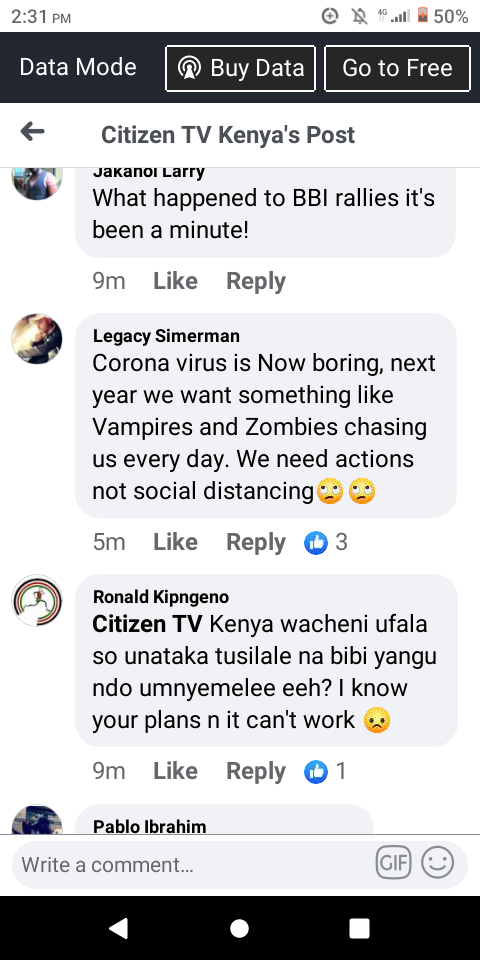 2:31 PM
4G
50%
Data Mode
Buy Data
Go to Free
Citizen TV Kenya's Post
Jakanoi Larry
What happened to BBI rallies it's
been a minute!
9m Like Reply
Legacy Simerman
Corona virus is Now boring, next
year we want something like
Vampires and Zombies chasing
us every day. We need actions
not social distancing🙄🙄
5m Like Reply 3
Ronald Kipngeno
Citizen TV Kenya wacheni ufala
so unataka tusilale na bibi yangu
ndo umnyemelee eeh? I know
your plans n it can't work 😞
9m Like Reply 1
Pablo Ibrahim
Write a comment...
GIF